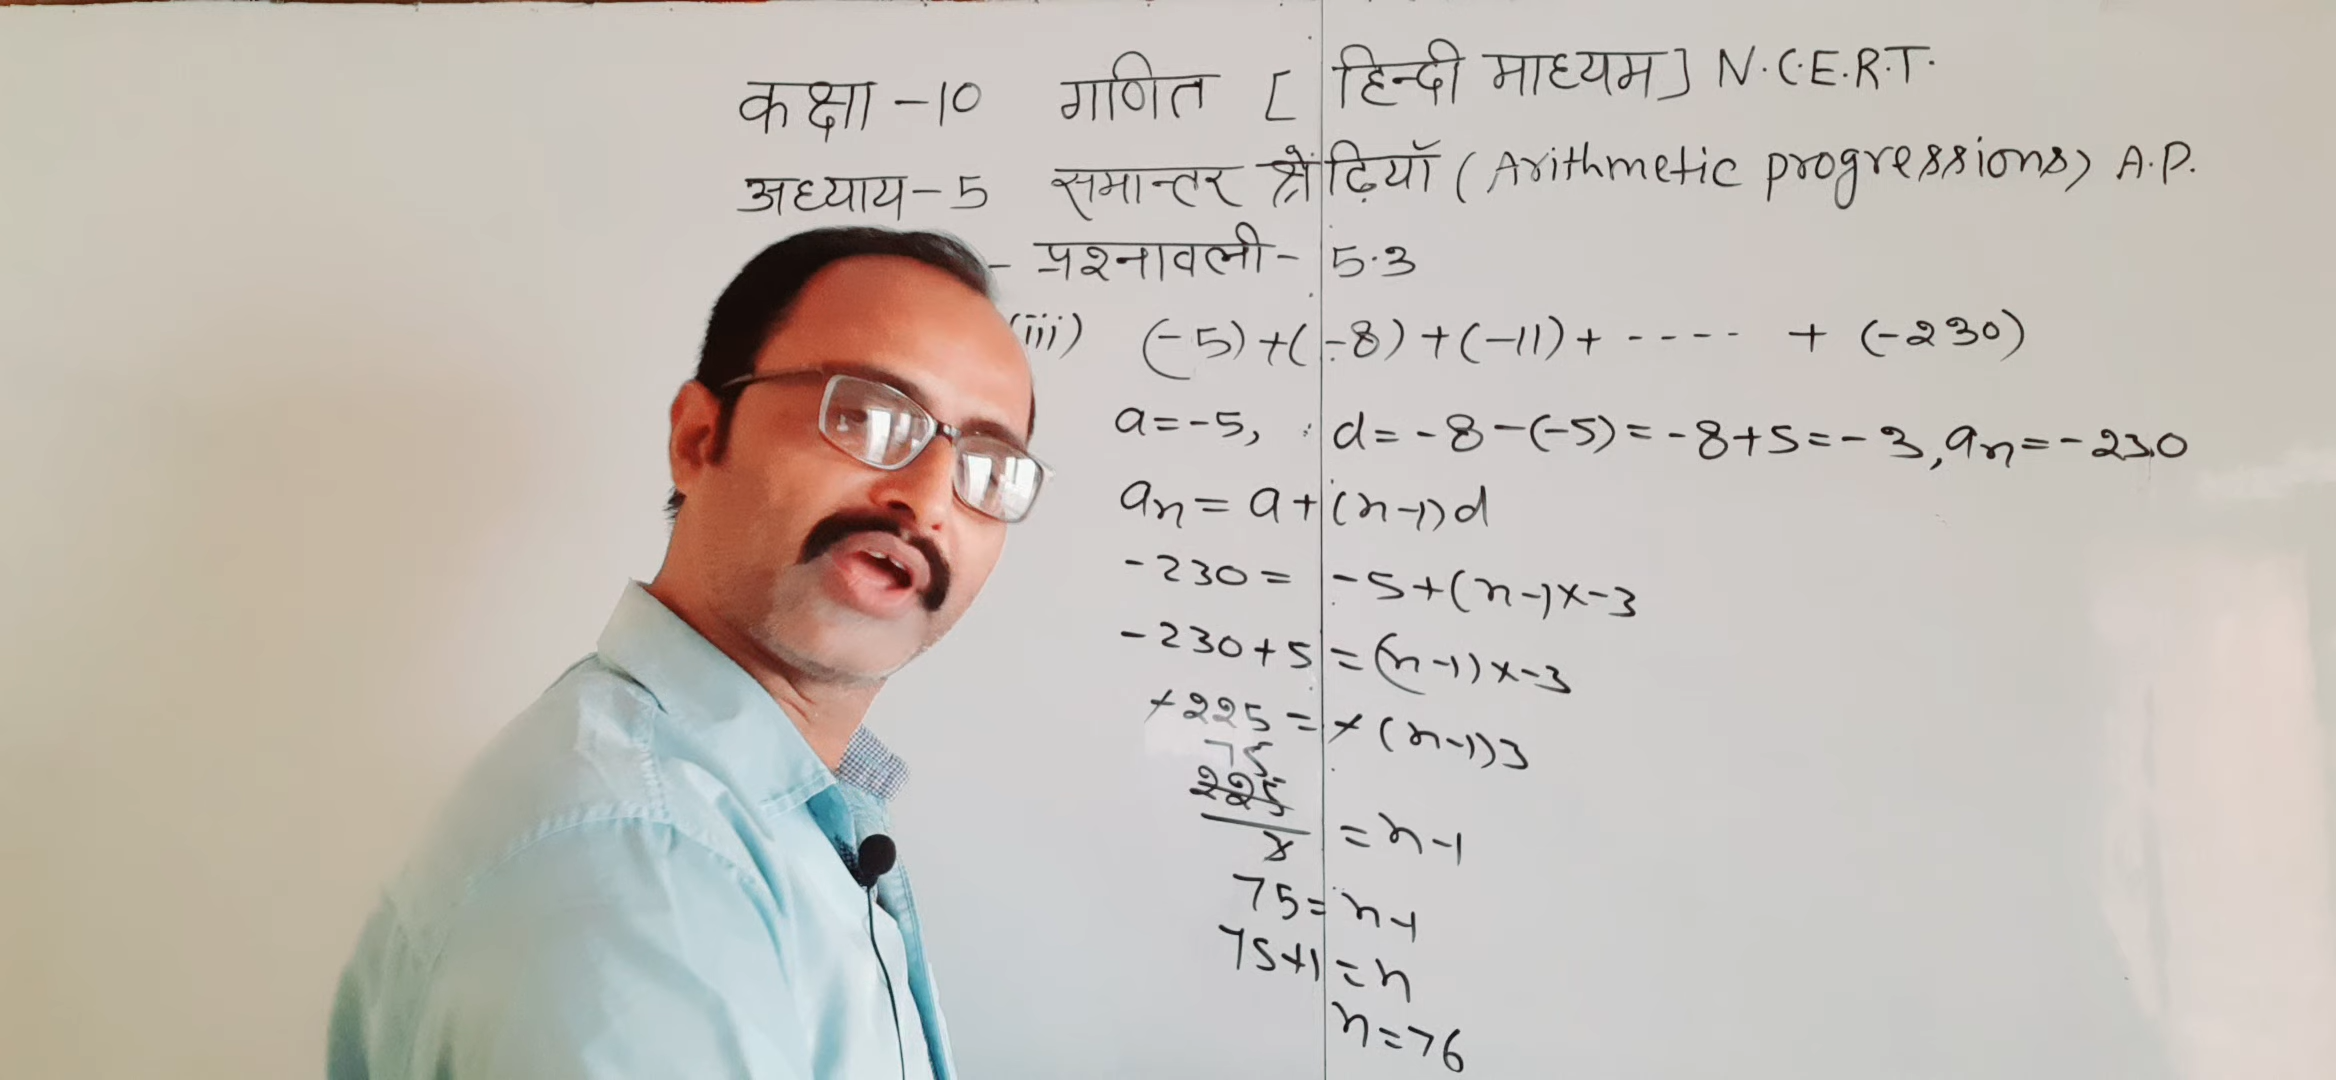 कक्षा -10 गणित [ हिन्दी माध्यम] N.C.E.R.T.
अध्याय-5 समान्तर श्रेंढ़ियाँ (Arithmetic progressions) A.P.
- प्रश्नावली- 5.3
(iii) (-5)+(-8)+(-11)+ ---- + (-230)
a=-5, d=-8-(-5)=-8+5=-3, an=-230
an=a+(n-1)d
-230=-5+(n-1)x-3
-230+5=(n-1)x-3
-225=-(n-1)3
75
225
3 =n-1
75=n-1
75+1=n
n=76